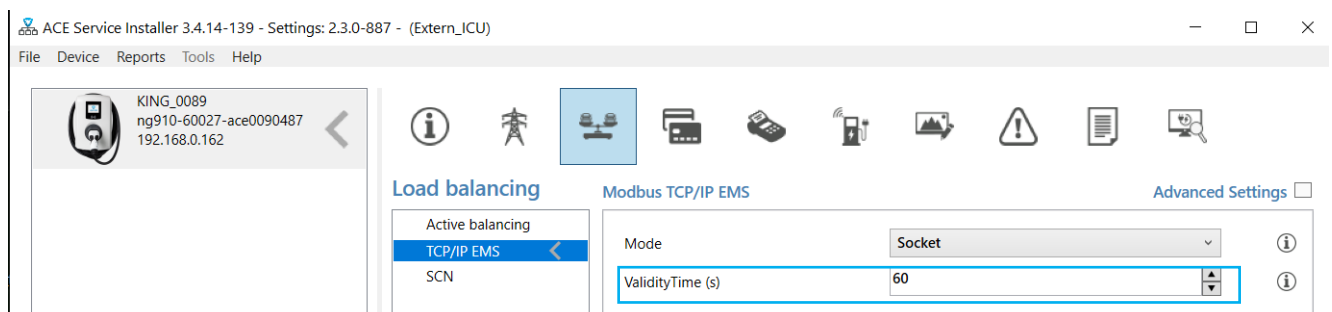 ACE Service Installer 3.4.14-139 - Settings: 2.3.0-887 - (Extern_ICU)
File Device Reports Tools Help
KING_0089
ng910-60027-ace0090487
192.168.0.162
Load balancing
Active balancing
TCP/IP EMS
SCN
Modbus TCP/IP EMS
Advanced Settings
Mode
Socket
ValidityTime (s)
60